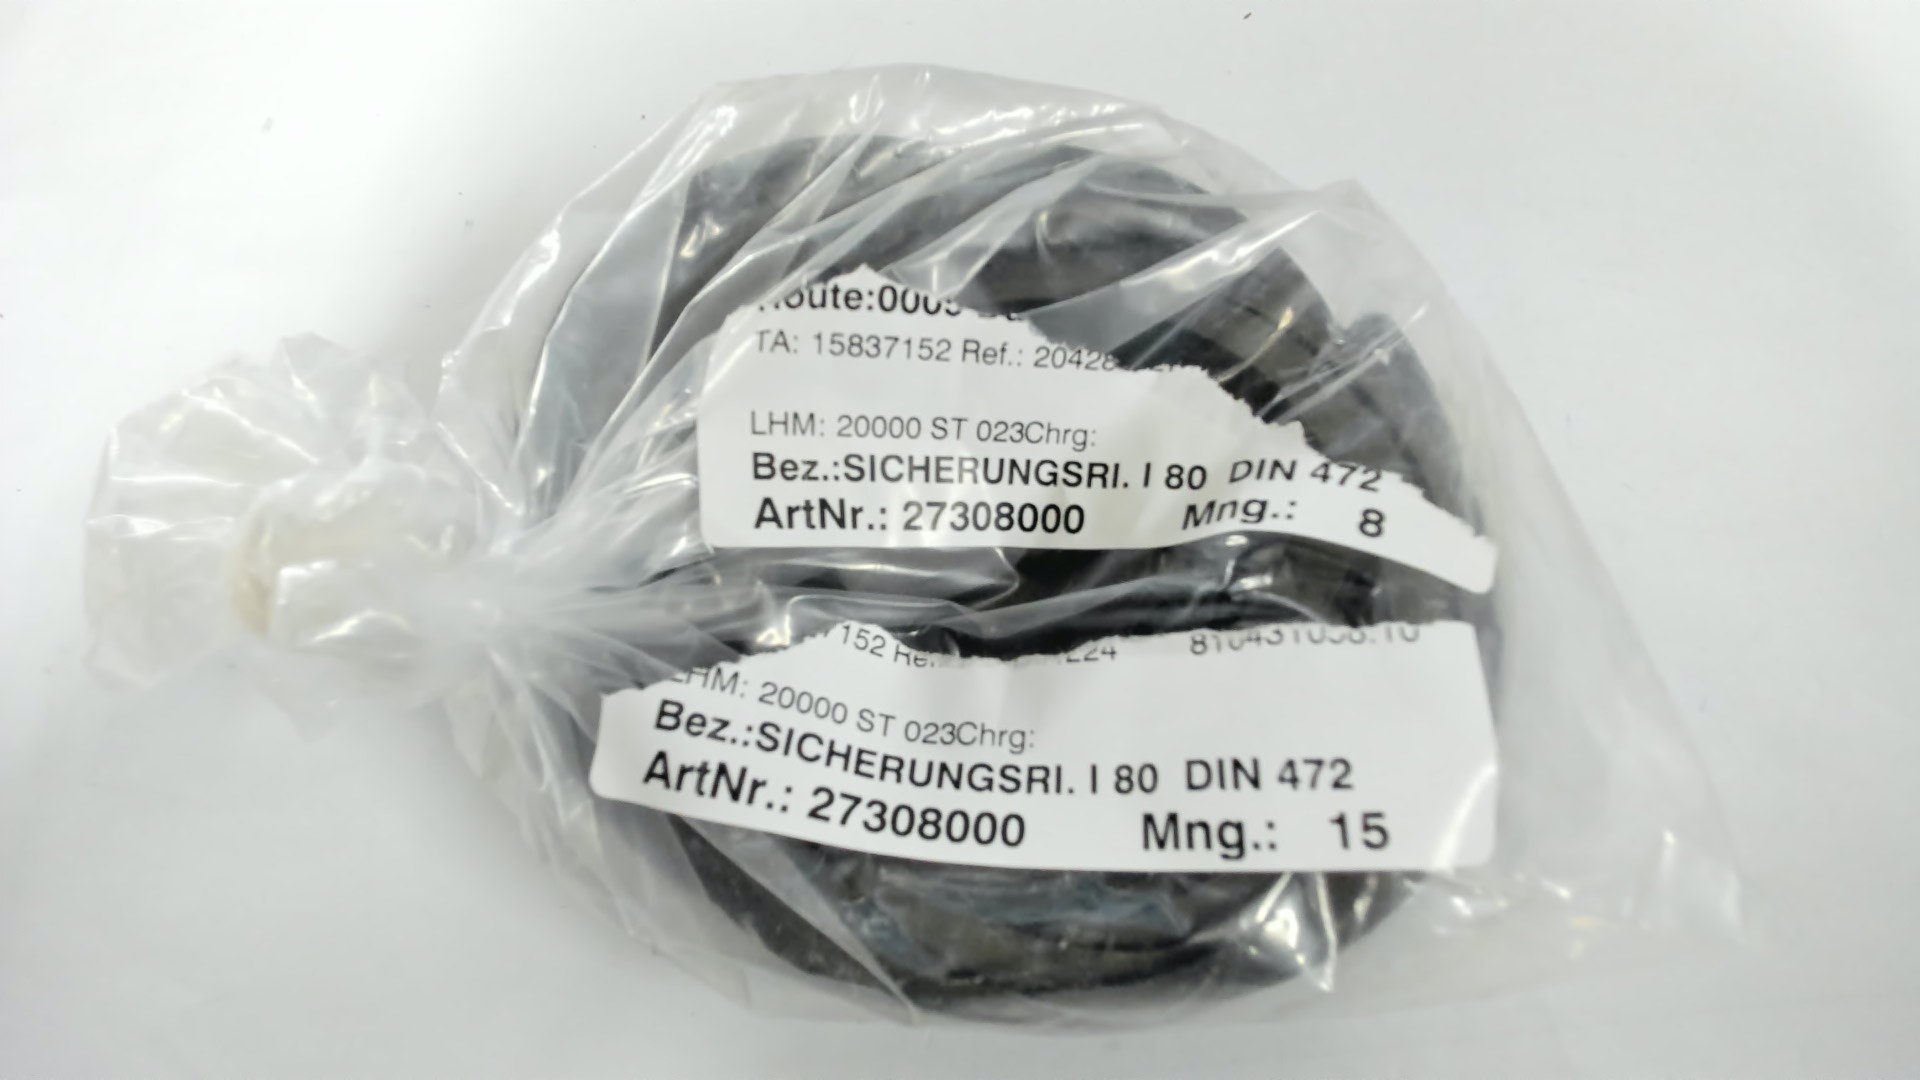 TA: 15837152 Ref.: 20428
LHM: 20000 ST 023Chrg:
Bez.:SICHERUNGSRI. I 80 DIN 472
ArtNr.: 27308000 Mng.: 8
LHM: 20000 ST 023Chrg:
Bez.:SICHERUNGSRI. I 80 DIN 472
ArtNr.: 27308000 Mng.: 15